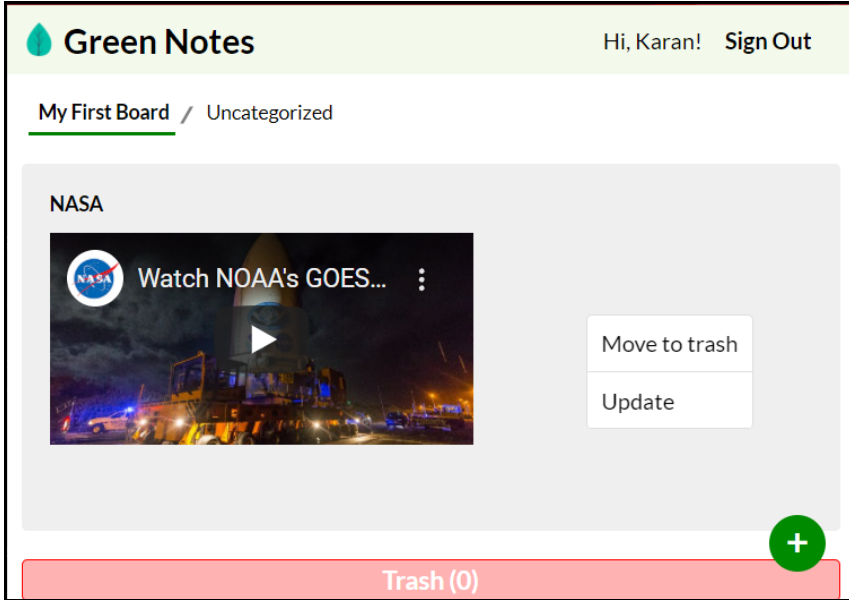 Green Notes
Hi, Karan! Sign Out
My First Board / Uncategorized
NASA
NASA
Watch NOAA's GOES...
Move to trash
Update
+
Trash (0)